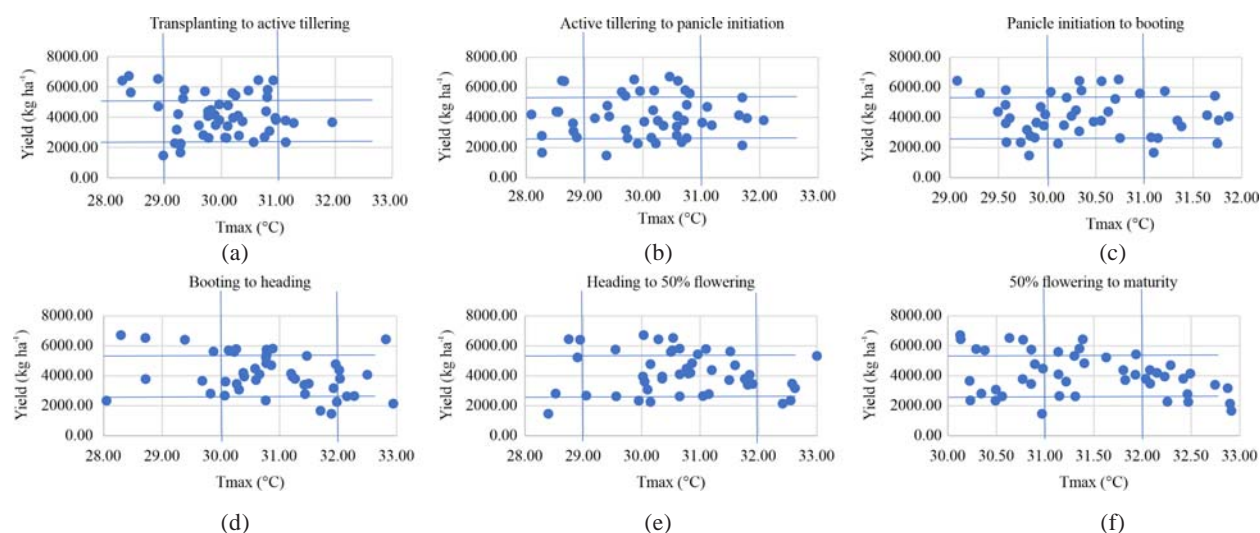 Transplanting to active tillering
Yield (kg ha⁻¹)
8000.00
6000.00
4000.00
2000.00
0.00
28.00 29.00 30.00 31.00 32.00 33.00
Tmax (°C)
(a)
Active tillering to panicle initiation
Yield (kg ha⁻¹)
8000.00
6000.00
4000.00
2000.00
0.00
28.00 29.00 30.00 31.00 32.00 33.00
Tmax (°C)
(b)
Panicle initiation to booting
Yield (kg ha⁻¹)
8000.00
6000.00
4000.00
2000.00
0.00
29.00 29.50 30.00 30.50 31.00 31.50 32.00
Tmax (°C)
(c)
Booting to heading
Yield (kg ha⁻¹)
8000.00
6000.00
4000.00
2000.00
0.00
28.00 29.00 30.00 31.00 32.00 33.00
Tmax (°C)
(d)
Heading to 50% flowering
Yield (kg ha⁻¹)
8000.00
6000.00
4000.00
2000.00
0.00
28.00 29.00 30.00 31.00 32.00 33.00
Tmax (°C)
(e)
50% flowering to maturity
Yield (kg ha⁻¹)
8000.00
6000.00
4000.00
2000.00
0.00
30.00 30.50 31.00 31.50 32.00 32.50 33.00
Tmax (°C)
(f)